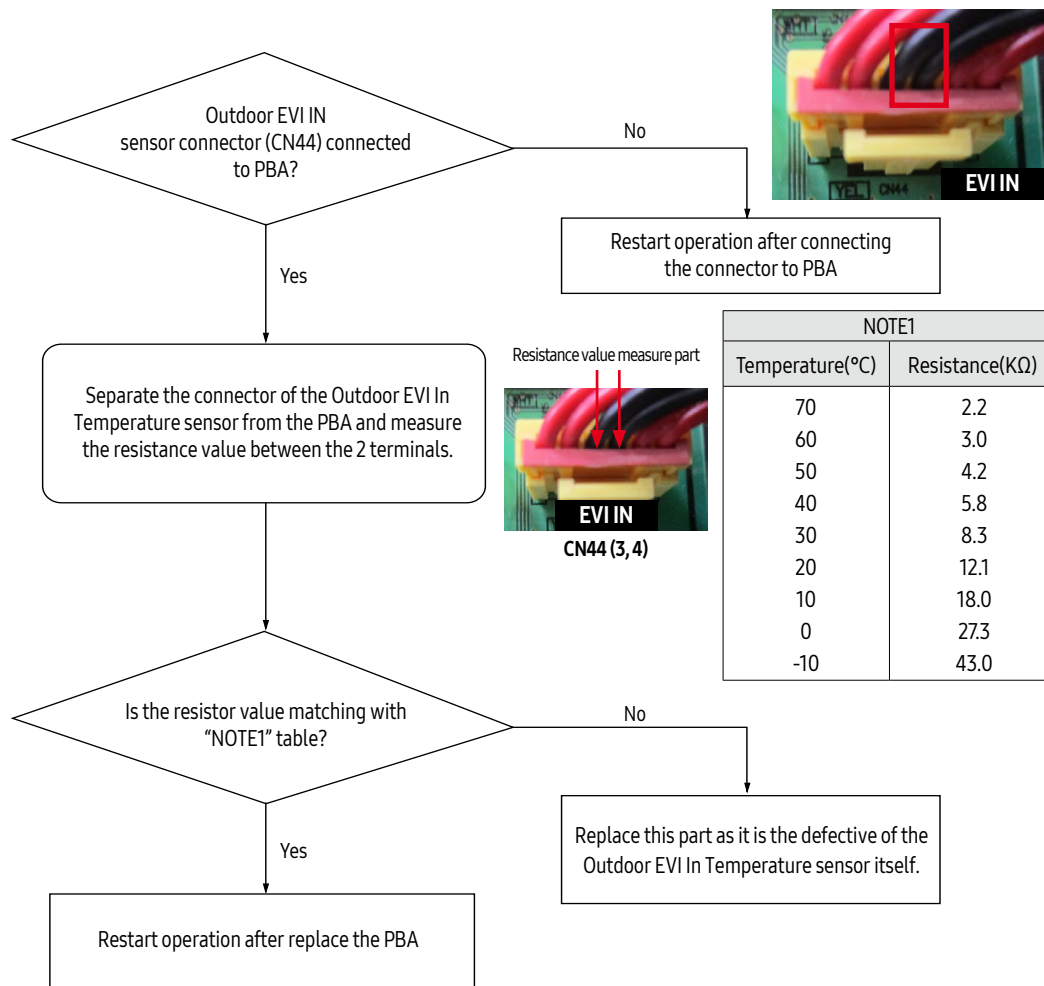 Outdoor EVI IN
sensor connector (CN44) connected
to PBA?
No
YEL CN44
EVI IN
Restart operation after connecting
the connector to PBA
Yes
Separate the connector of the Outdoor EVI In
Temperature sensor from the PBA and measure
the resistance value between the 2 terminals.
Resistance value measure part
EVI IN
CN44 (3, 4)
NOTE1
Temperature(°C) Resistance(KΩ)
70 2.2
60 3.0
50 4.2
40 5.8
30 8.3
20 12.1
10 18.0
0 27.3
-10 43.0
Is the resistor value matching with
“NOTE1” table?
No
Replace this part as it is the defective of the
Outdoor EVI In Temperature sensor itself.
Yes
Restart operation after replace the PBA